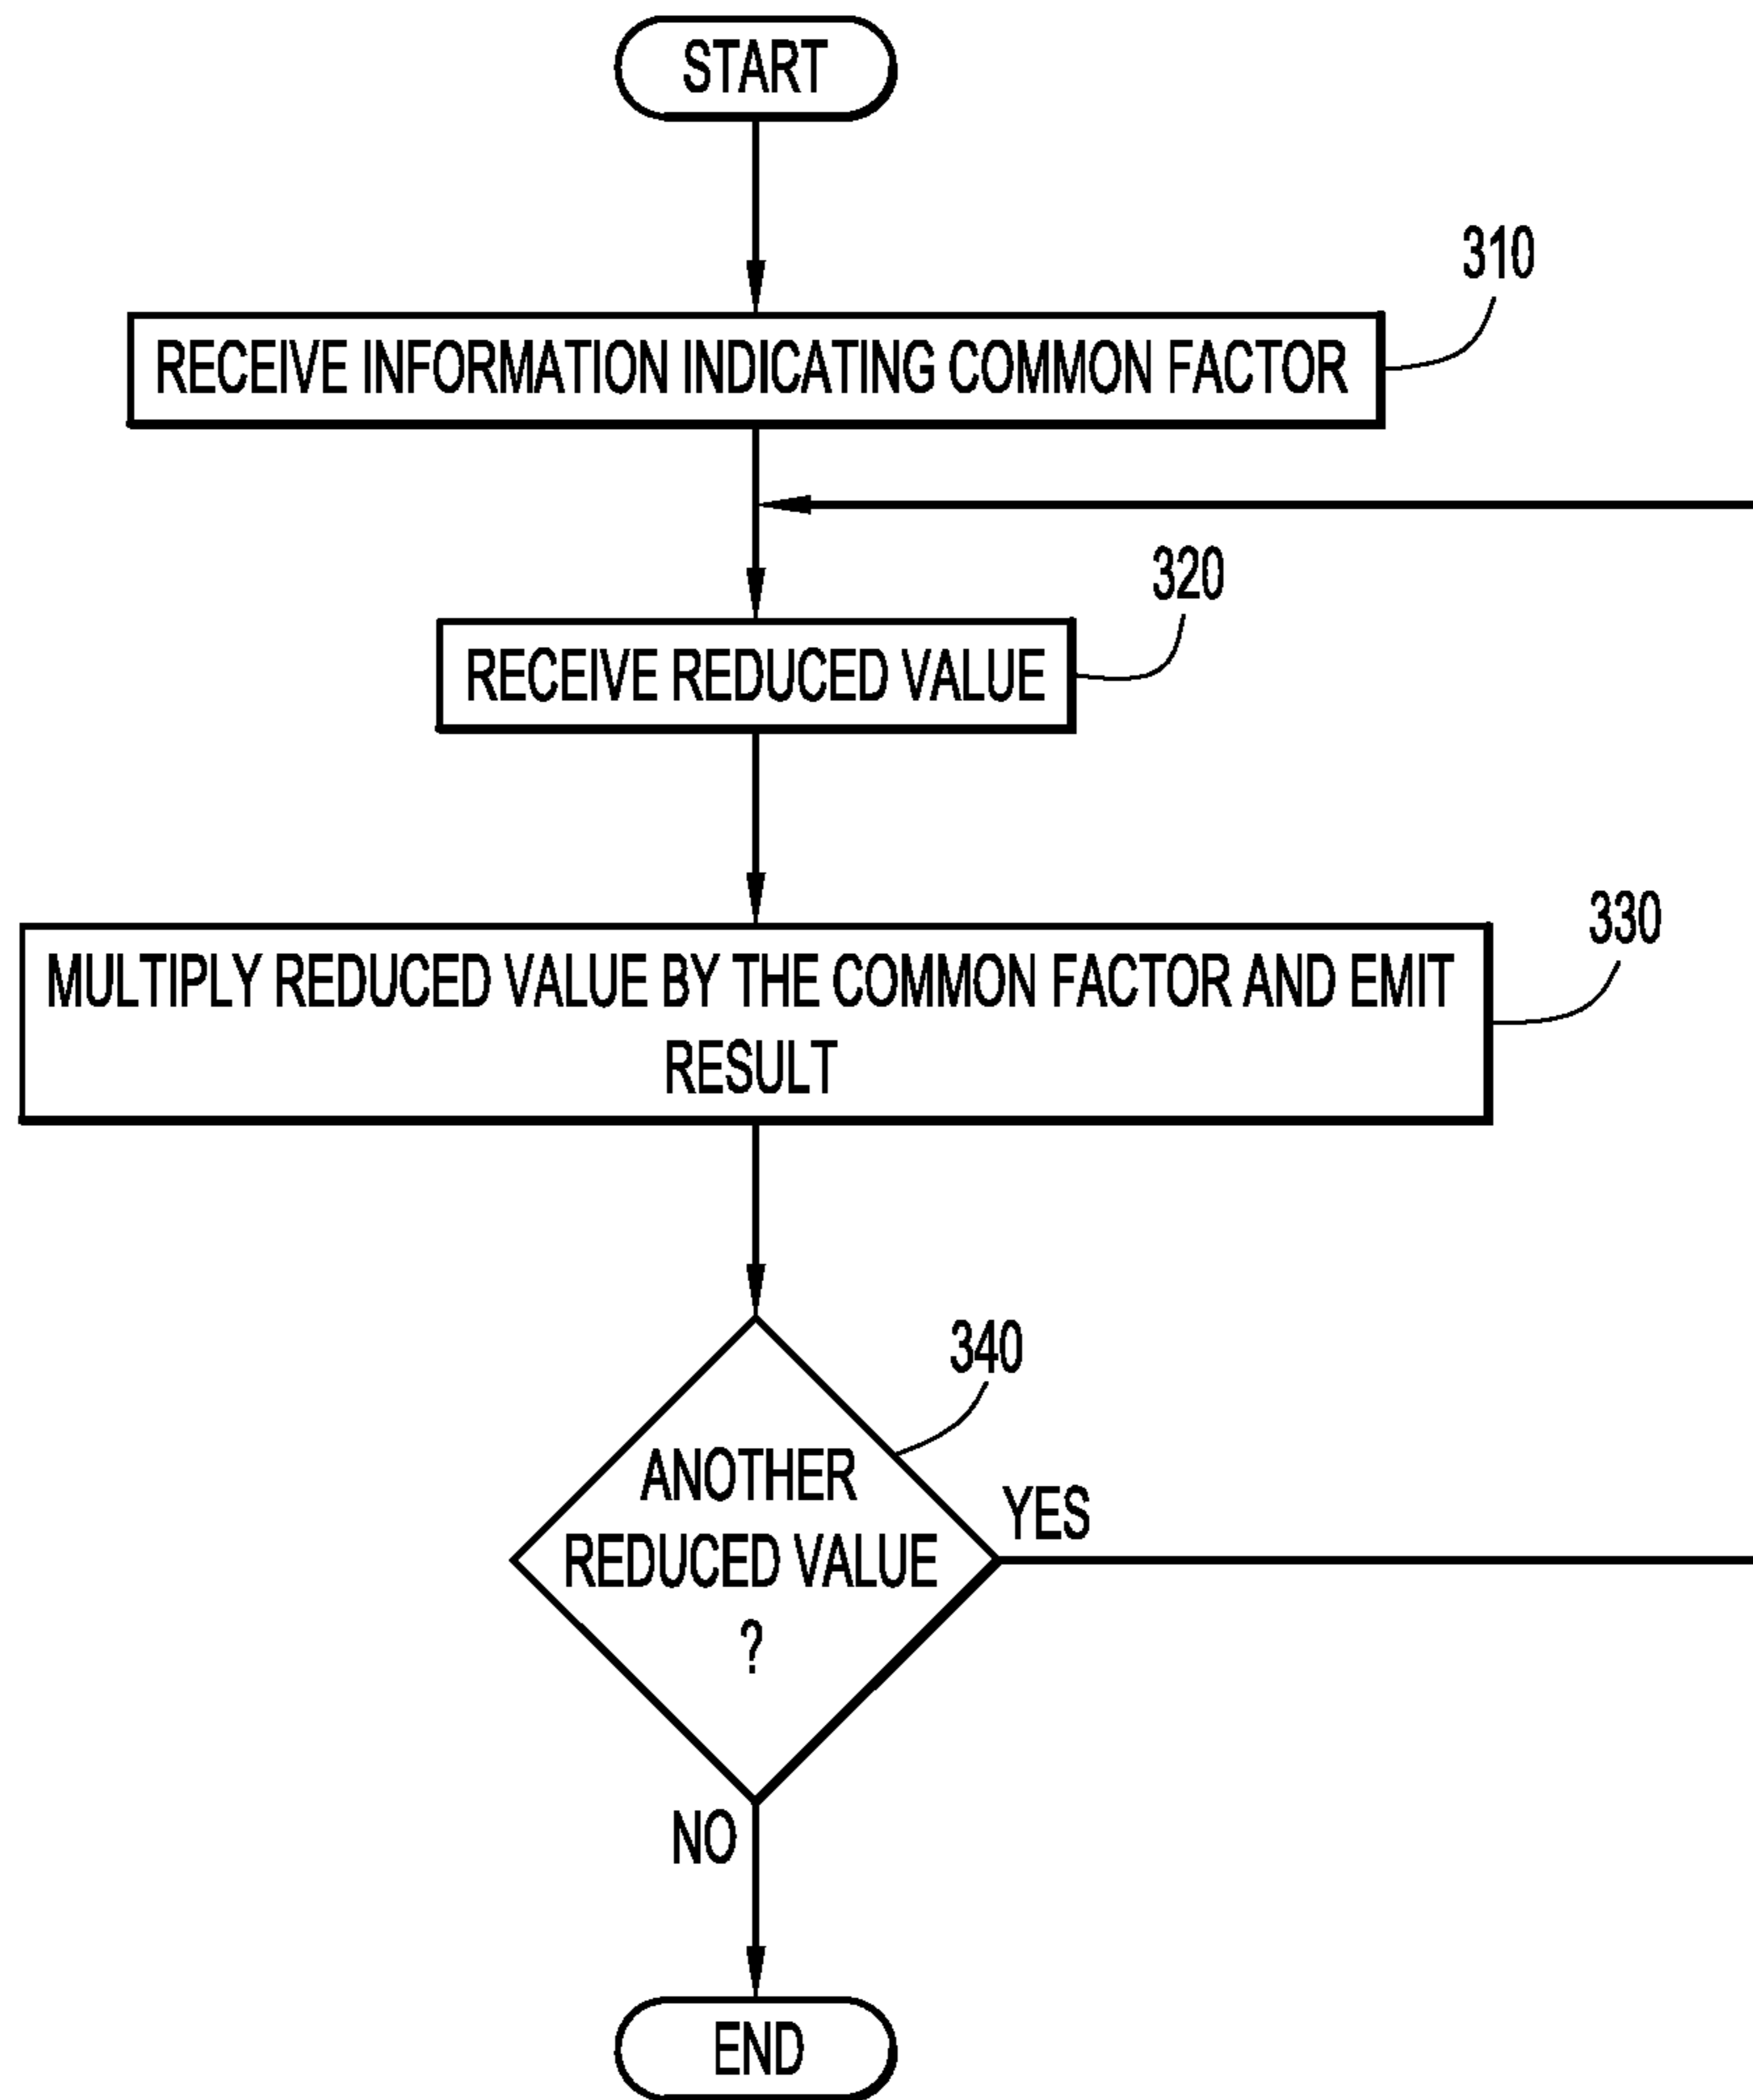 START
310
RECEIVE INFORMATION INDICATING COMMON FACTOR
320
RECEIVE REDUCED VALUE
330
MULTIPLY REDUCED VALUE BY THE COMMON FACTOR AND EMIT
RESULT
340
ANOTHER
REDUCED VALUE
?
YES
NO
END